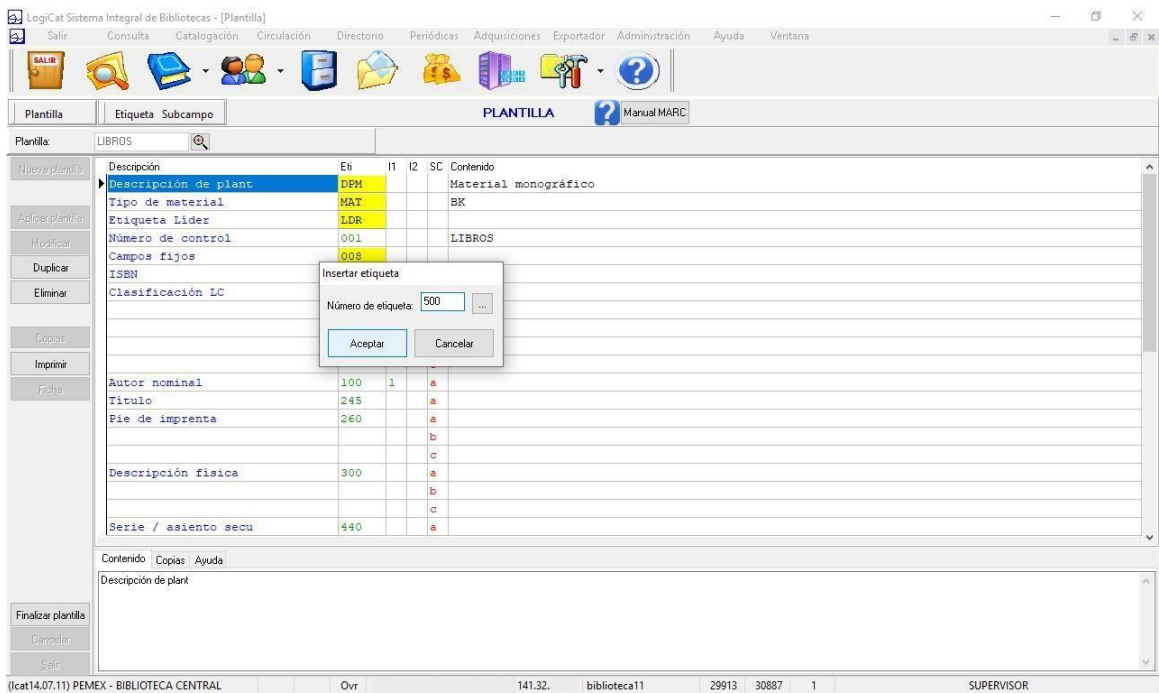 LogiCat Sistema Integral de Bibliotecas - [Plantilla]
Salir Consulta Catalogación Circulación Directorio Periódicas Adquisiciones Exportador Administración Ayuda Ventana
SALIR
Plantilla Etiqueta Subcampo PLANTILLA Manual MARC
Plantilla: LIBROS
Nueva plantilla
Aplicar plantilla
Modificar
Duplicar
Eliminar
Copias
Imprimir
Ficha
Descripción Eti I1 I2 SC Contenido
Descripción de plant DPM Material monográfico
Tipo de material MAT BK
Etiqueta Líder LDR
Número de control 001 LIBROS
Campos fijos 008
ISBN
Clasificación LC
Insertar etiqueta
Número de etiqueta: 500 ...
Aceptar Cancelar
Autor nominal 100 1 a
Título 245 a
Pie de imprenta 260 a
b
c
Descripción física 300 a
b
c
Serie / asiento secu 440 a
Contenido Copias Ayuda
Descripción de plant
Finalizar plantilla
Cancelar
Salir
(lcat14.07.11) PEMEX - BIBLIOTECA CENTRAL Ovr 141.32. biblioteca11 29913 30887 1 SUPERVISOR